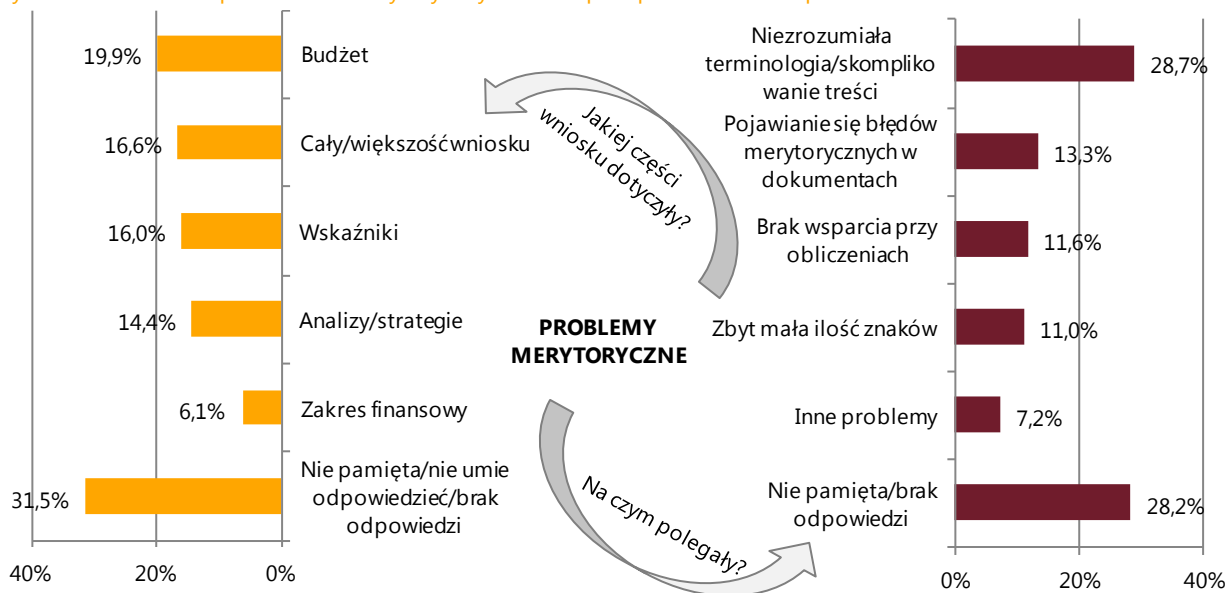 19,9%
Budżet
16,6%
Cały/większość wniosku
16,0%
Wskaźniki
14,4%
Analizy/strategie
6,1%
Zakres finansowy
31,5%
Nie pamięta/nie umie
odpowiedzieć/brak
odpowiedzi
40%
20%
0%
Jakiej części
wniosku dotyczyły?
PROBLEMY
MERYTORYCZNE
Na czym polegały?
Niezrozumiała
terminologia/skompliko
wanie treści
28,7%
Pojawianie się błędów
merytorycznych w
dokumentach
13,3%
Brak wsparcia przy
obliczeniach
11,6%
Zbyt mała ilość znaków
11,0%
Inne problemy
7,2%
Nie pamięta/brak
odpowiedzi
28,2%
0%
20%
40%